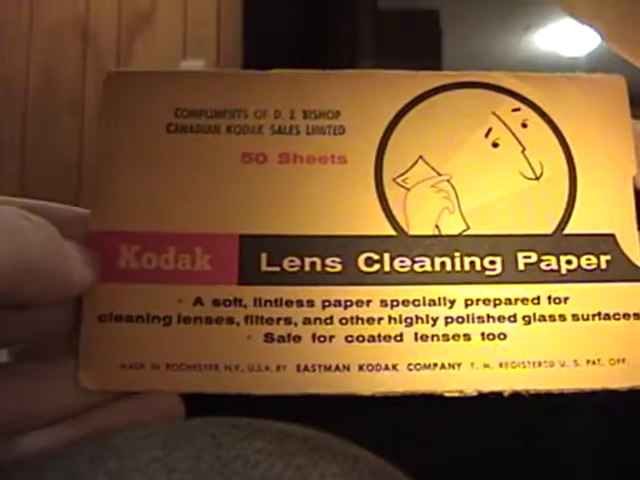 COMPLIMENTS OF D. J. BISHOP
CANADIAN KODAK SALES LIMITED
50 Sheets
Kodak Lens Cleaning Paper
• A soft, lintless paper specially prepared for
cleaning lenses, filters, and other highly polished glass surfaces
• Safe for coated lenses too
MADE IN ROCHESTER, N.Y., U.S.A. BY EASTMAN KODAK COMPANY T. M. REGISTERED U. S. PAT. OFF.